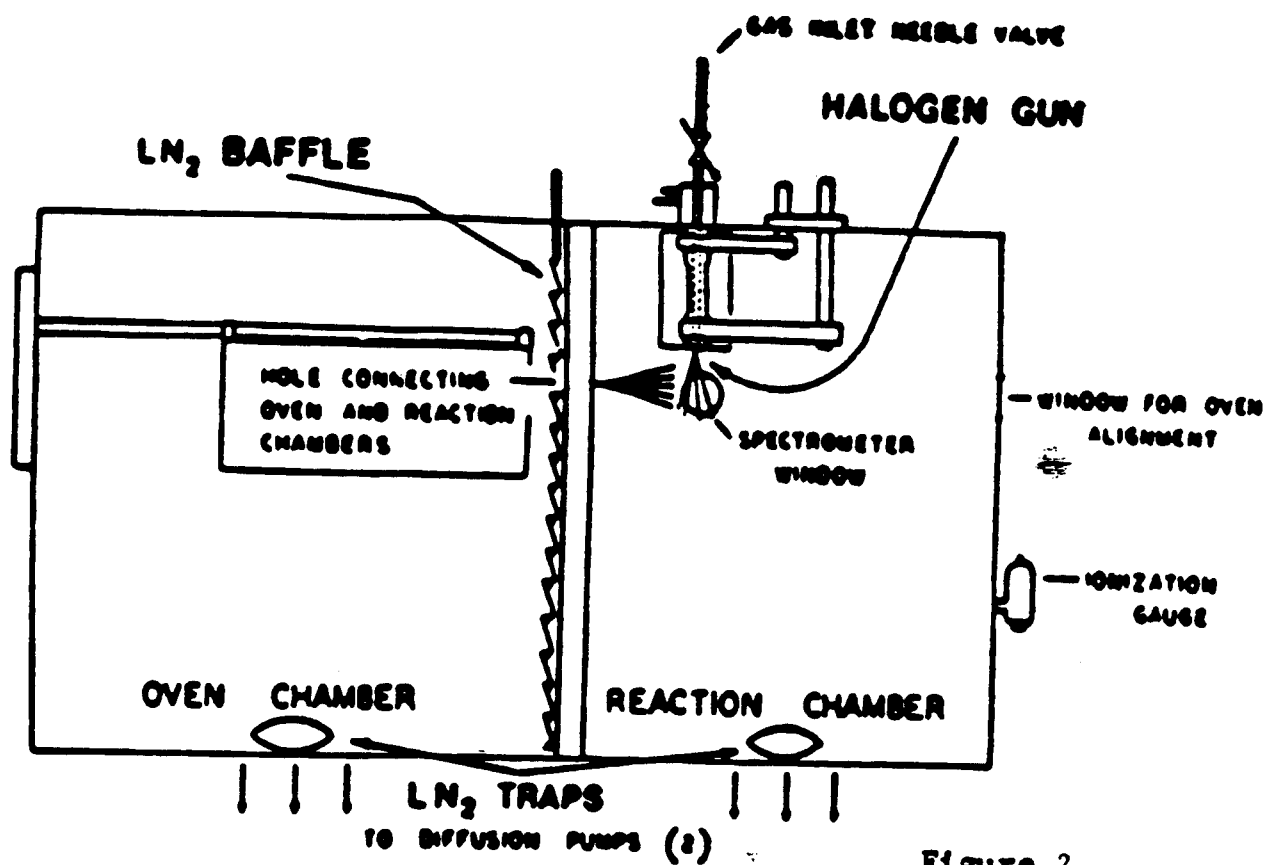 GAS INLET NEEDLE VALVE
HALOGEN GUN
LN₂ BAFFLE
HOLE CONNECTING
OVEN AND REACTION
CHAMBERS
SPECTROMETER
WINDOW
WINDOW FOR OVEN
ALIGNMENT
IONIZATION
GAUGE
OVEN CHAMBER
REACTION CHAMBER
LN₂ TRAPS
TO DIFFUSION PUMPS (2)
Figure 2